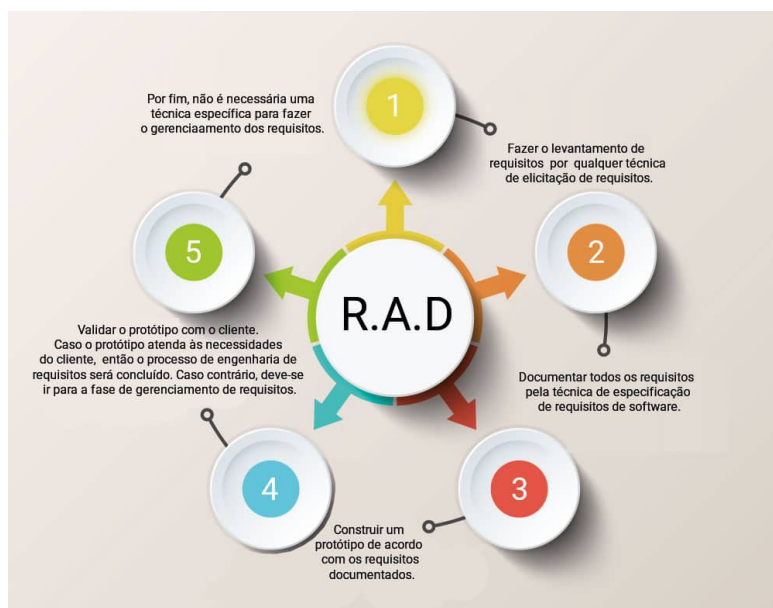 R.A.D
1
Fazer o levantamento de
requisitos por qualquer técnica
de elicitação de requisitos.
2
Documentar todos os requisitos
pela técnica de especificação
de requisitos de software.
3
Construir um
protótipo de acordo
com os requisitos
documentados.
4
Validar o protótipo com o cliente.
Caso o protótipo atenda às necessidades
do cliente, então o processo de engenharia de
requisitos será concluído. Caso contrário, deve-se
ir para a fase de gerenciamento de requisitos.
5
Por fim, não é necessária uma
técnica específica para fazer
o gerenciaamento dos requisitos.